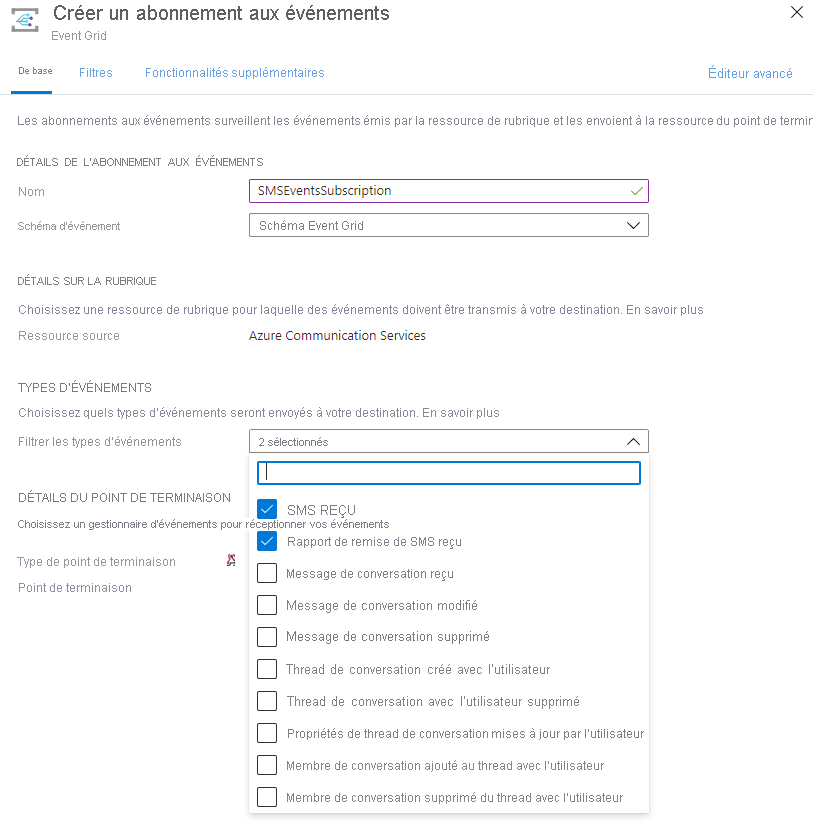 Créer un abonnement aux événements
Event Grid
De base Filtres Fonctionnalités supplémentaires Éditeur avancé
Les abonnements aux événements surveillent les événements émis par la ressource de rubrique et les envoient à la ressource du point de termin
DÉTAILS DE L'ABONNEMENT AUX ÉVÉNEMENTS
Nom SMSEventsSubscription
Schéma d'événement Schéma Event Grid
DÉTAILS SUR LA RUBRIQUE
Choisissez une ressource de rubrique pour laquelle des événements doivent être transmis à votre destination. En savoir plus
Ressource source Azure Communication Services
TYPES D'ÉVÉNEMENTS
Choisissez quels types d'événements seront envoyés à votre destination. En savoir plus
Filtrer les types d'événements 2 sélectionnés
DÉTAILS DU POINT DE TERMINAISON
SMS REÇU
Choisissez un gestionnaire d'événements pour réceptionner vos événements
Rapport de remise de SMS reçu
Type de point de terminaison
Message de conversation reçu
Point de terminaison
Message de conversation modifié
Message de conversation supprimé
Thread de conversation créé avec l'utilisateur
Thread de conversation avec l'utilisateur supprimé
Propriétés de thread de conversation mises à jour par l'utilisateur
Membre de conversation ajouté au thread avec l'utilisateur
Membre de conversation supprimé du thread avec l'utilisateur